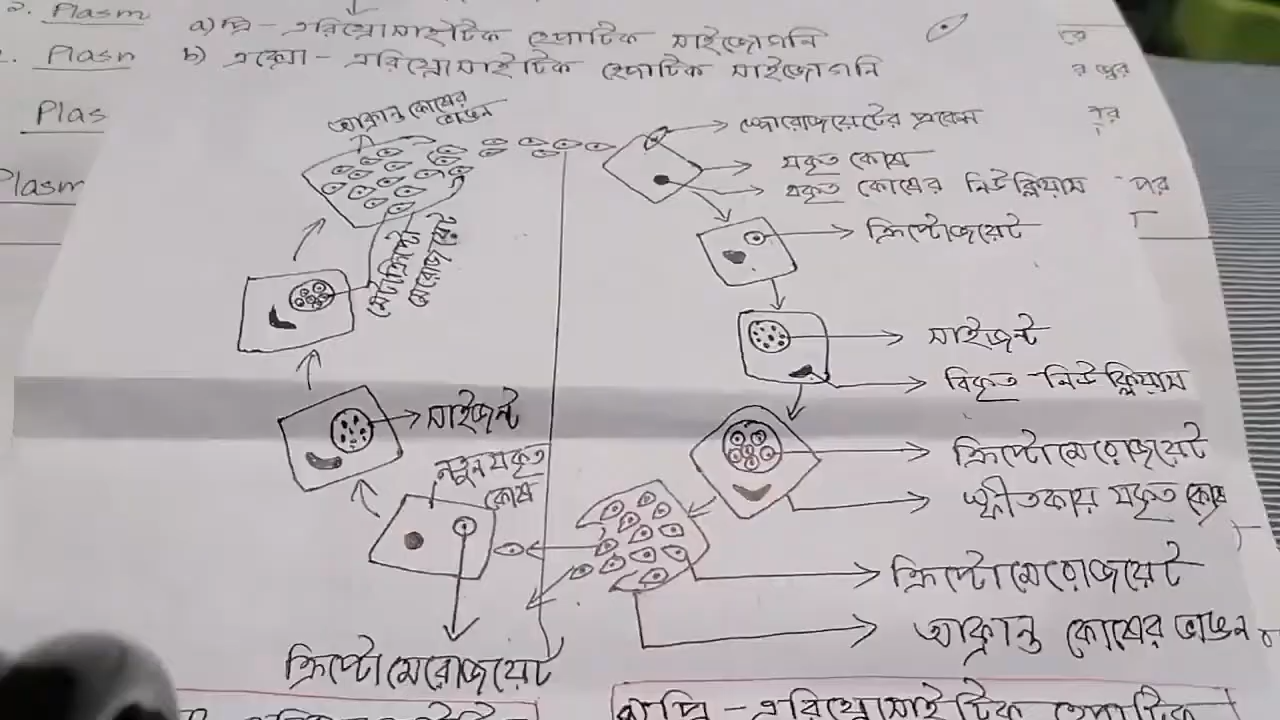 2. Plasm
a) প্রি - এরিথ্রোসাইটিক হেপাটিক সাইজোগনি
Plasn
b) এক্সো - এরিথ্রোসাইটিক হেপাটিক সাইজোগনি
Plas
Plasm
আক্রান্ত কোষের
ভাঙন
স্পোরোজয়েটের প্রবেশ
যকৃত কোষ
যকৃত কোষের নিউক্লিয়াস
ক্রিপ্টোজয়েট
মেটাক্রিপ্টো
মেরোজয়েট
সাইজন্ট
বিকৃত নিউক্লিয়াস
সাইজন্ট
নতুন যকৃত
কোষ
ক্রিপ্টোমেরোজয়েট
স্ফীতকায় যকৃত কোষ
ক্রিপ্টোমেরোজয়েট
আক্রান্ত কোষের ভাঙন
ক্রিপ্টোমেরোজয়েট
প্রি - এরিথ্রোসাইটিক হেপাটিক